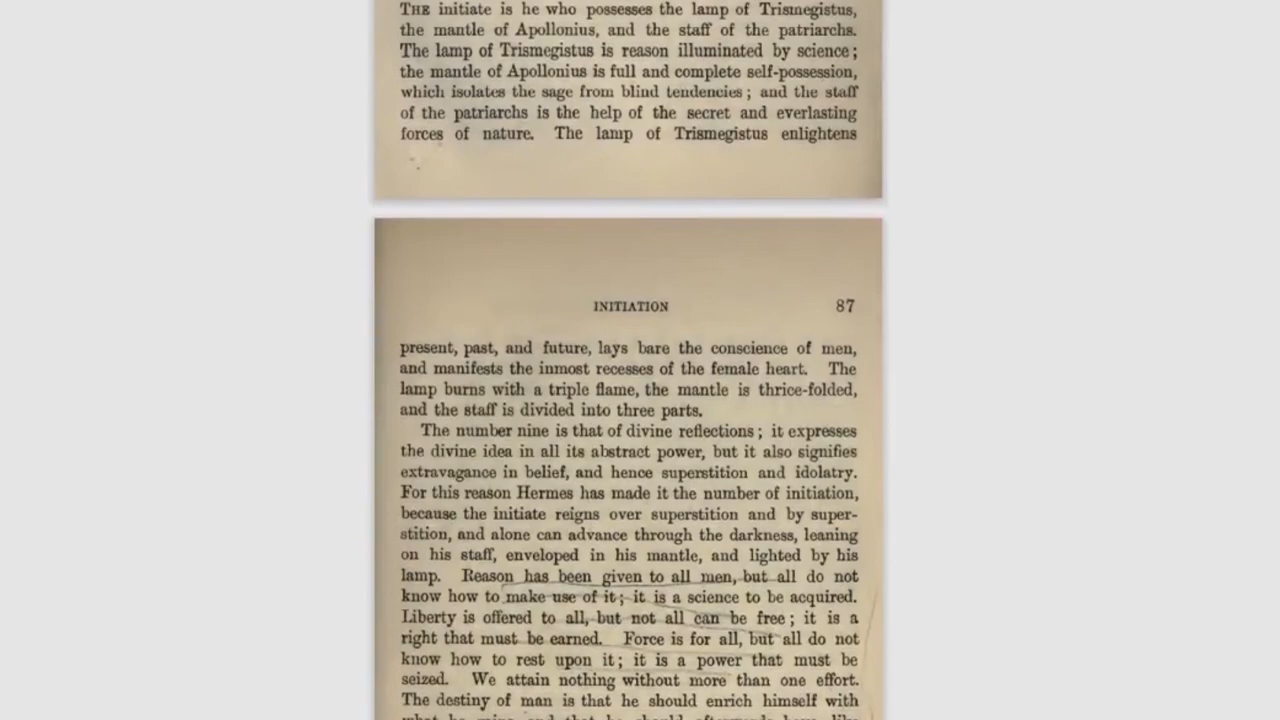 THE initiate is he who possesses the lamp of Trismegistus,
the mantle of Apollonius, and the staff of the patriarchs.
The lamp of Trismegistus is reason illuminated by science;
the mantle of Apollonius is full and complete self-possession,
which isolates the sage from blind tendencies; and the staff
of the patriarchs is the help of the secret and everlasting
forces of nature. The lamp of Trismegistus enlightens
INITIATION 87
present, past, and future, lays bare the conscience of men,
and manifests the inmost recesses of the female heart. The
lamp burns with a triple flame, the mantle is thrice-folded,
and the staff is divided into three parts.
The number nine is that of divine reflections; it expresses
the divine idea in all its abstract power, but it also signifies
extravagance in belief, and hence superstition and idolatry.
For this reason Hermes has made it the number of initiation,
because the initiate reigns over superstition and by super-
stition, and alone can advance through the darkness, leaning
on his staff, enveloped in his mantle, and lighted by his
lamp. Reason has been given to all men, but all do not
know how to make use of it; it is a science to be acquired.
Liberty is offered to all, but not all can be free; it is a
right that must be earned. Force is for all, but all do not
know how to rest upon it; it is a power that must be
seized. We attain nothing without more than one effort.
The destiny of man is that he should enrich himself with